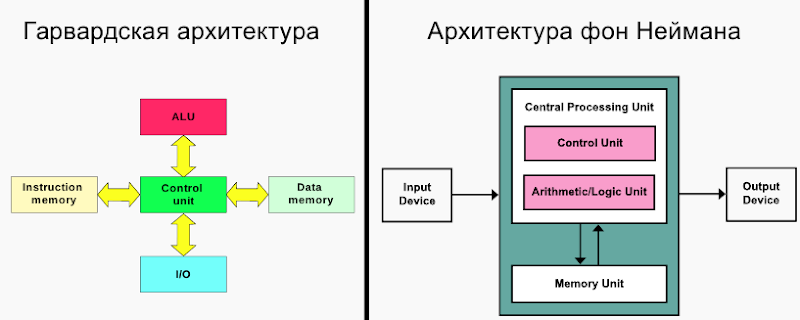 Гарвардская архитектура
ALU
Instruction
memory
Control
unit
Data
memory
I/O
Архитектура фон Неймана
Central Processing Unit
Control Unit
Arithmetic/Logic Unit
Input
Device
Output
Device
Memory Unit